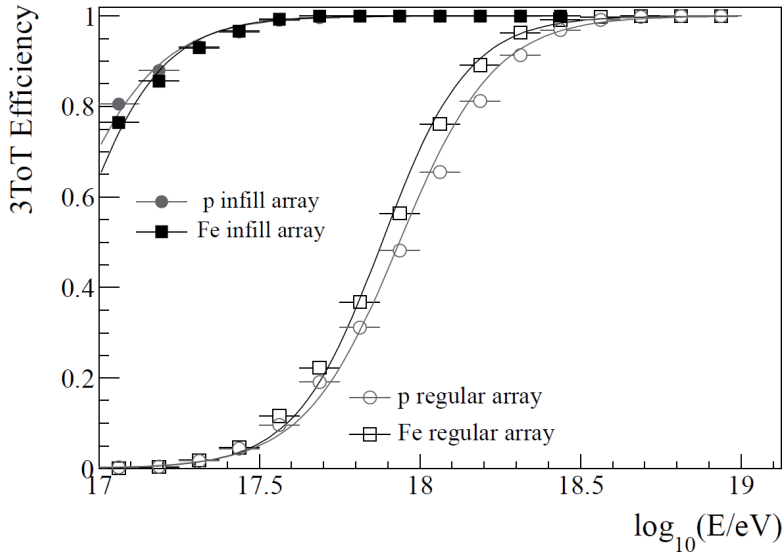 3ToT Efficiency
1
0.8
0.6
0.4
0.2
0
p infill array
Fe infill array
p regular array
Fe regular array
17 17.5 18 18.5 19
log10(E/eV)